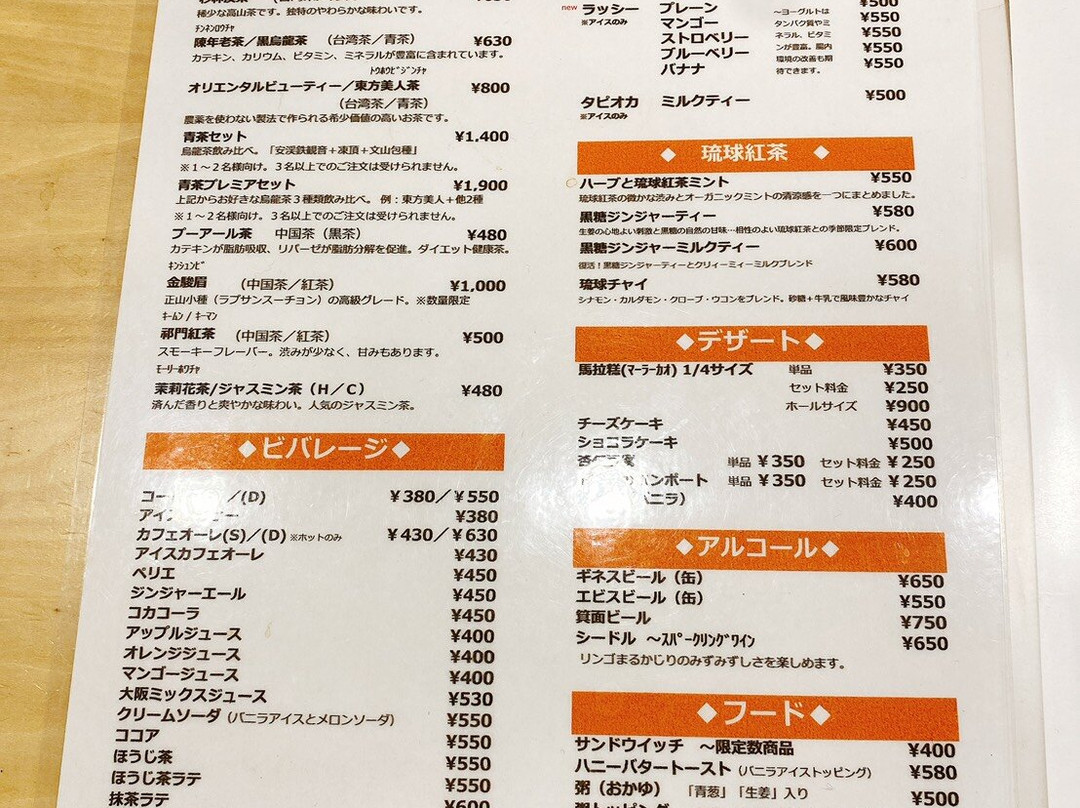 稀少な高山茶です。独特のやわらかな味わいです。
ﾁﾝﾈﾝﾛｳﾁｬ
陳年老茶／黒烏龍茶 （台湾茶／青茶） ¥630
カテキン、カリウム、ビタミン、ミネラルが豊富に含まれています。
ﾄｳﾎｳﾋﾞｼﾞﾝﾁｬ
オリエンタルビューティー／東方美人茶 ¥800
（台湾茶／青茶）
農薬を使わない製法で作られる希少価値の高いお茶です。
青茶セット ¥1,400
烏龍茶飲み比べ。「安渓鉄観音＋凍頂＋文山包種」
※１～２名様向け。３名以上でのご注文は受けられません。
青茶プレミアセット ¥1,900
上記からお好きな烏龍茶３種類飲み比べ。 例：東方美人＋他2種
※１～２名様向け。３名以上でのご注文は受けられません。
プーアール茶 中国茶（黒茶） ¥480
カテキンが脂肪吸収、リパーゼが脂肪分解を促進。ダイエット健康茶。
ｷﾝｼｭﾝﾋﾞ
金駿眉 （中国茶／紅茶） ¥1,000
正山小種（ラプサンスーチョン）の高級グレード。※数量限定
ｷｰﾑﾝ / ｷｰﾏﾝ
祁門紅茶 （中国茶／紅茶） ¥500
スモーキーフレーバー。渋みが少なく、甘みもあります。
ﾓｰﾘｰﾎﾜﾁｬ
茉莉花茶/ジャスミン茶（Ｈ／Ｃ） ¥480
済んだ香りと爽やかな味わい。人気のジャスミン茶。
◆ビバレージ◆
／(D) ¥380／¥550
¥380
カフェオーレ(S)／(D) ※ホットのみ ¥430／¥630
アイスカフェオーレ ¥430
ペリエ ¥450
ジンジャーエール ¥450
コカコーラ ¥450
アップルジュース ¥400
オレンジジュース ¥400
マンゴージュース ¥400
大阪ミックスジュース ¥530
クリームソーダ（バニラアイスとメロンソーダ） ¥550
ココア ¥550
ほうじ茶 ¥550
ほうじ茶ラテ ¥550
抹茶ラテ ¥600
new ラッシー プレーン ¥500
※アイスのみ マンゴー ¥550
ストロベリー ¥550
ブルーベリー ¥550
バナナ ¥550
～ヨーグルトは
タンパク質やミ
ネラル、ビタミ
ンが豊富。腸内
環境の改善も期
待できます。
タピオカ ミルクティー ¥500
※アイスのみ
◆ 琉球紅茶 ◆
ハーブと琉球紅茶ミント ¥550
琉球紅茶の微かな渋みとオーガニックミントの清涼感を一つにまとめました。
黒糖ジンジャーティー ¥580
生姜の心地よい刺激と黒糖の自然の甘味…相性のよい琉球紅茶との季節限定ブレンド。
黒糖ジンジャーミルクティー ¥600
復活！黒糖ジンジャーティーとクリィーミィーミルクブレンド
琉球チャイ ¥580
シナモン・カルダモン・クローブ・ウコンをブレンド。砂糖＋牛乳で風味豊かなチャイ
◆デザート◆
馬拉糕(ﾏｰﾗｰｶｵ) 1/4サイズ 単品 ¥350
セット料金 ¥250
ホールサイズ ¥900
チーズケーキ ¥450
ショコラケーキ ¥500
単品 ¥350 セット料金 ¥250
ンボート 単品 ¥350 セット料金 ¥250
バニラ） ¥400
◆アルコール◆
ギネスビール（缶） ¥650
エビスビール（缶） ¥550
箕面ビール ¥750
シードル ～ｽﾊﾟｰｸﾘﾝｸﾞﾜｲﾝ ¥650
リンゴまるかじりのみずみずしさを楽しめます。
◆フード◆
サンドウイッチ ～限定数商品 ¥400
ハニーバタートースト（バニラアイストッピング） ¥580
粥（おかゆ） 「青葱」「生姜」入り ¥500
粥トッピング